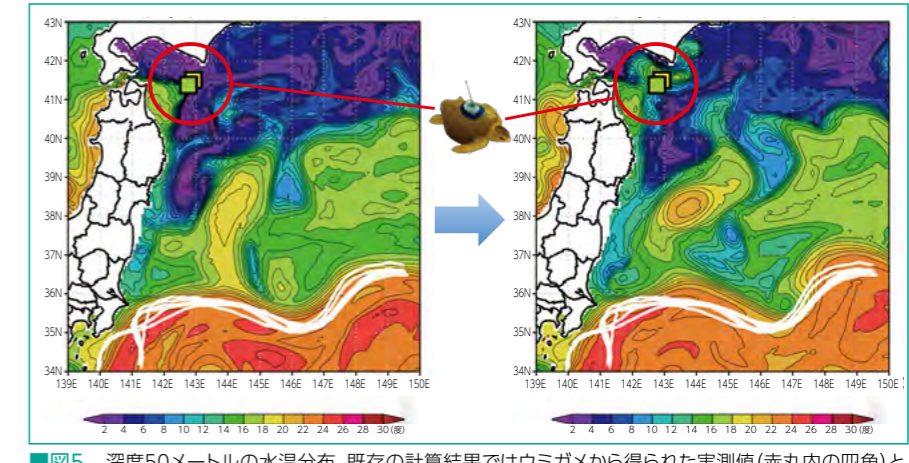 43N
42N
41N
40N
39N
38N
37N
36N
35N
34N
139E 140E 141E 142E 143E 144E 145E 146E 147E 148E 149E 150E
2 4 6 8 10 12 14 16 18 20 22 24 26 28 30(度)
43N
42N
41N
40N
39N
38N
37N
36N
35N
34N
139E 140E 141E 142E 143E 144E 145E 146E 147E 148E 149E 150E
2 4 6 8 10 12 14 16 18 20 22 24 26 28 30(度)
■図5 深度50メートルの水温分布。既存の計算結果ではウミガメから得られた実測値(赤丸内の四角)と